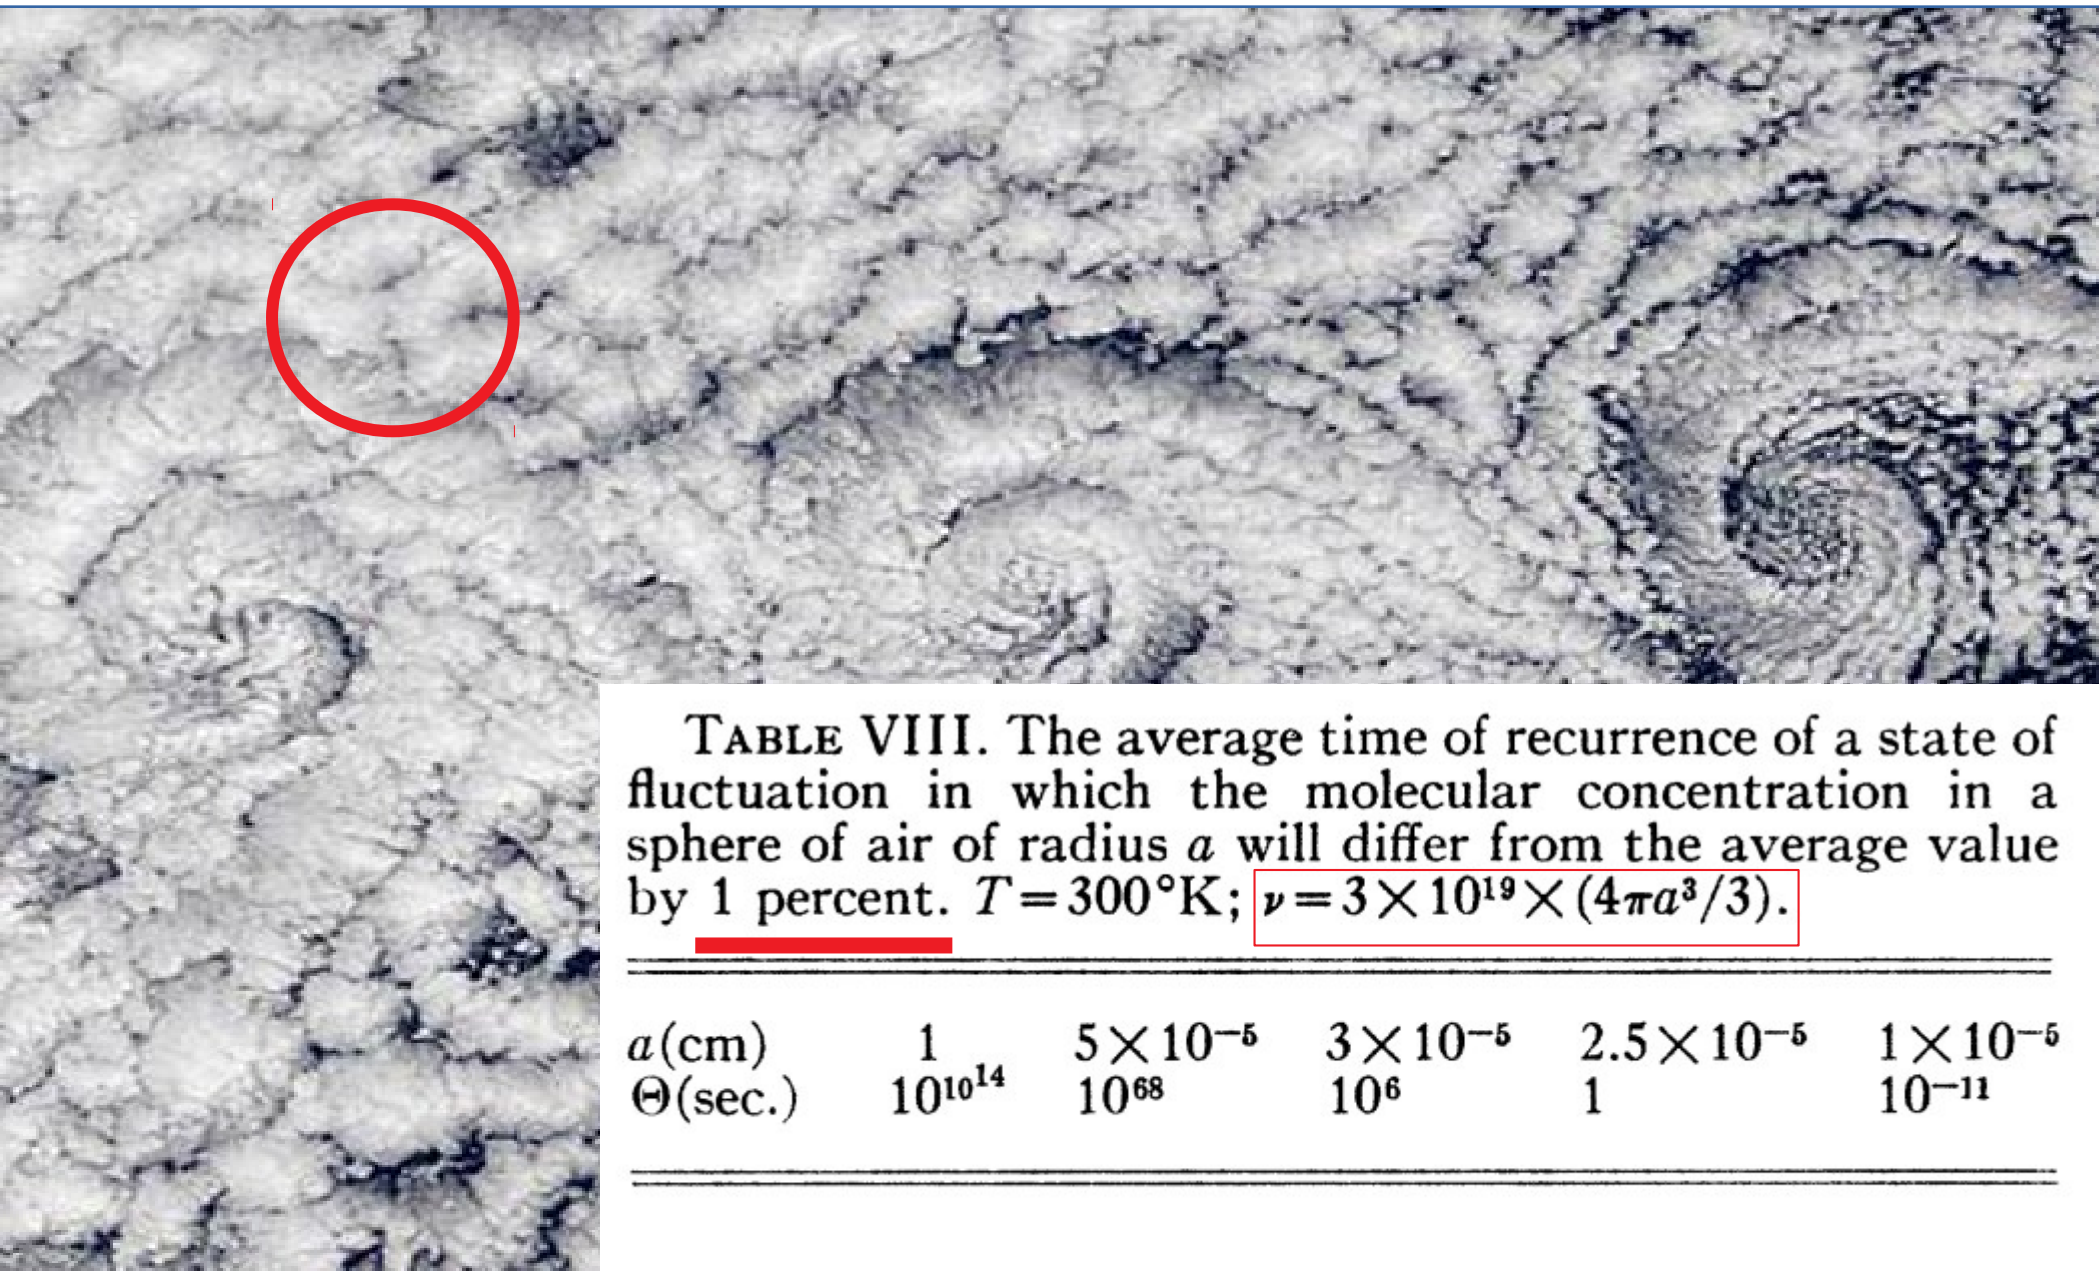 TABLE VIII. The average time of recurrence of a state of
fluctuation in which the molecular concentration in a
sphere of air of radius a will differ from the average value
by 1 percent. T=300°K; ν=3×10¹⁹×(4πa³/3).
a(cm) 1 5×10⁻⁵ 3×10⁻⁵ 2.5×10⁻⁵ 1×10⁻⁵
Θ(sec.) 10^10^14 10⁶⁸ 10⁶ 1 10⁻¹¹